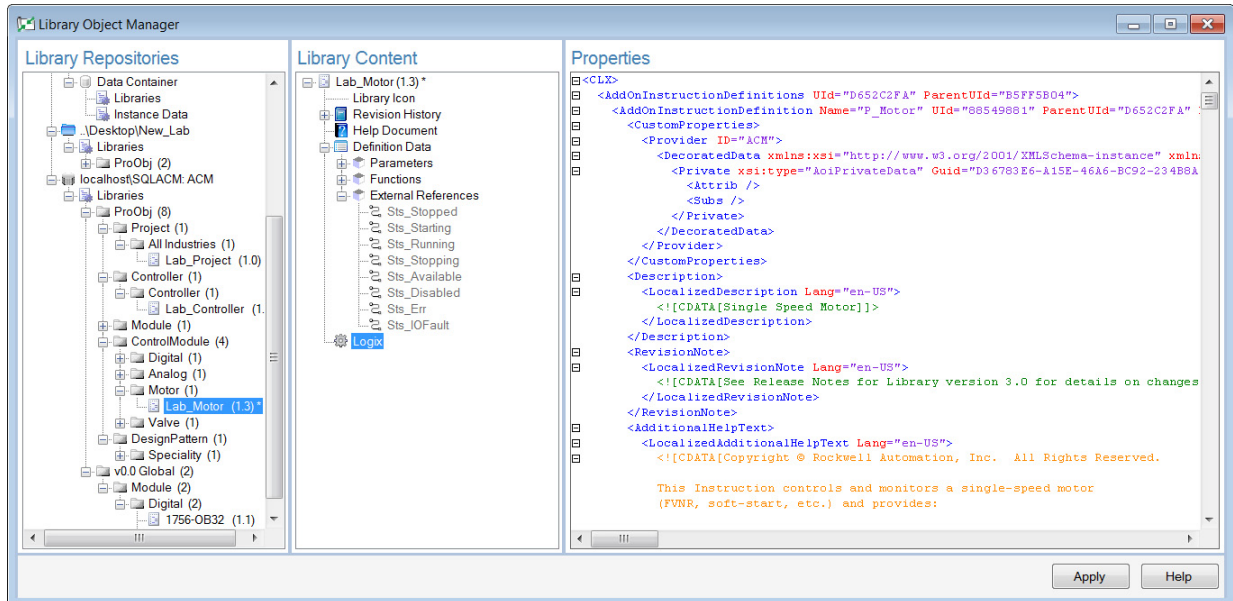 Library Object Manager
Library Repositories
Data Container
Libraries
Instance Data
..\Desktop\New_Lab
Libraries
ProObj (2)
localhost\SQLACM: ACM
Libraries
ProObj (8)
Project (1)
All Industries (1)
Lab_Project (1.0)
Controller (1)
Controller (1)
Lab_Controller (1.
Module (1)
ControlModule (4)
Digital (1)
Analog (1)
Motor (1)
Lab_Motor (1.3) *
Valve (1)
DesignPattern (1)
Speciality (1)
v0.0 Global (2)
Module (2)
Digital (2)
1756-OB32 (1.1)
Library Content
Lab_Motor (1.3) *
Library Icon
Revision History
Help Document
Definition Data
Parameters
Functions
External References
Sts_Stopped
Sts_Starting
Sts_Running
Sts_Stopping
Sts_Available
Sts_Disabled
Sts_Err
Sts_IOFault
Logix
Properties
<CLX>
<AddOnInstructionDefinitions UId="D652C2FA" ParentUId="B5FF5B04">
<AddOnInstructionDefinition Name="P_Motor" UId="88549881" ParentUId="D652C2FA"
<CustomProperties>
<Provider ID="ACM">
<DecoratedData xmlns:xsi="http://www.w3.org/2001/XMLSchema-instance" xmln
<Private xsi:type="AoiPrivateData" Guid="D36783E6-A15E-46A6-BC92-234B8A
<Attrib />
<Subs />
</Private>
</DecoratedData>
</Provider>
</CustomProperties>
<Description>
<LocalizedDescription Lang="en-US">
<![CDATA[Single Speed Motor]]>
</LocalizedDescription>
</Description>
<RevisionNote>
<LocalizedRevisionNote Lang="en-US">
<![CDATA[See Release Notes for Library version 3.0 for details on changes
</LocalizedRevisionNote>
</RevisionNote>
<AdditionalHelpText>
<LocalizedAdditionalHelpText Lang="en-US">
<![CDATA[Copyright © Rockwell Automation, Inc.  All Rights Reserved.
This Instruction controls and monitors a single-speed motor
(FVNR, soft-start, etc.) and provides:
Apply
Help